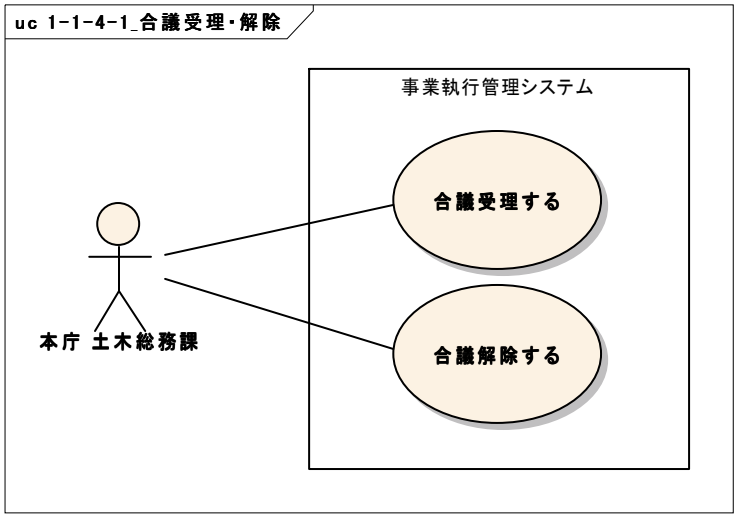 uc 1-1-4-1_合議受理・解除
事業執行管理システム
合議受理する
合議解除する
本庁 土木総務課